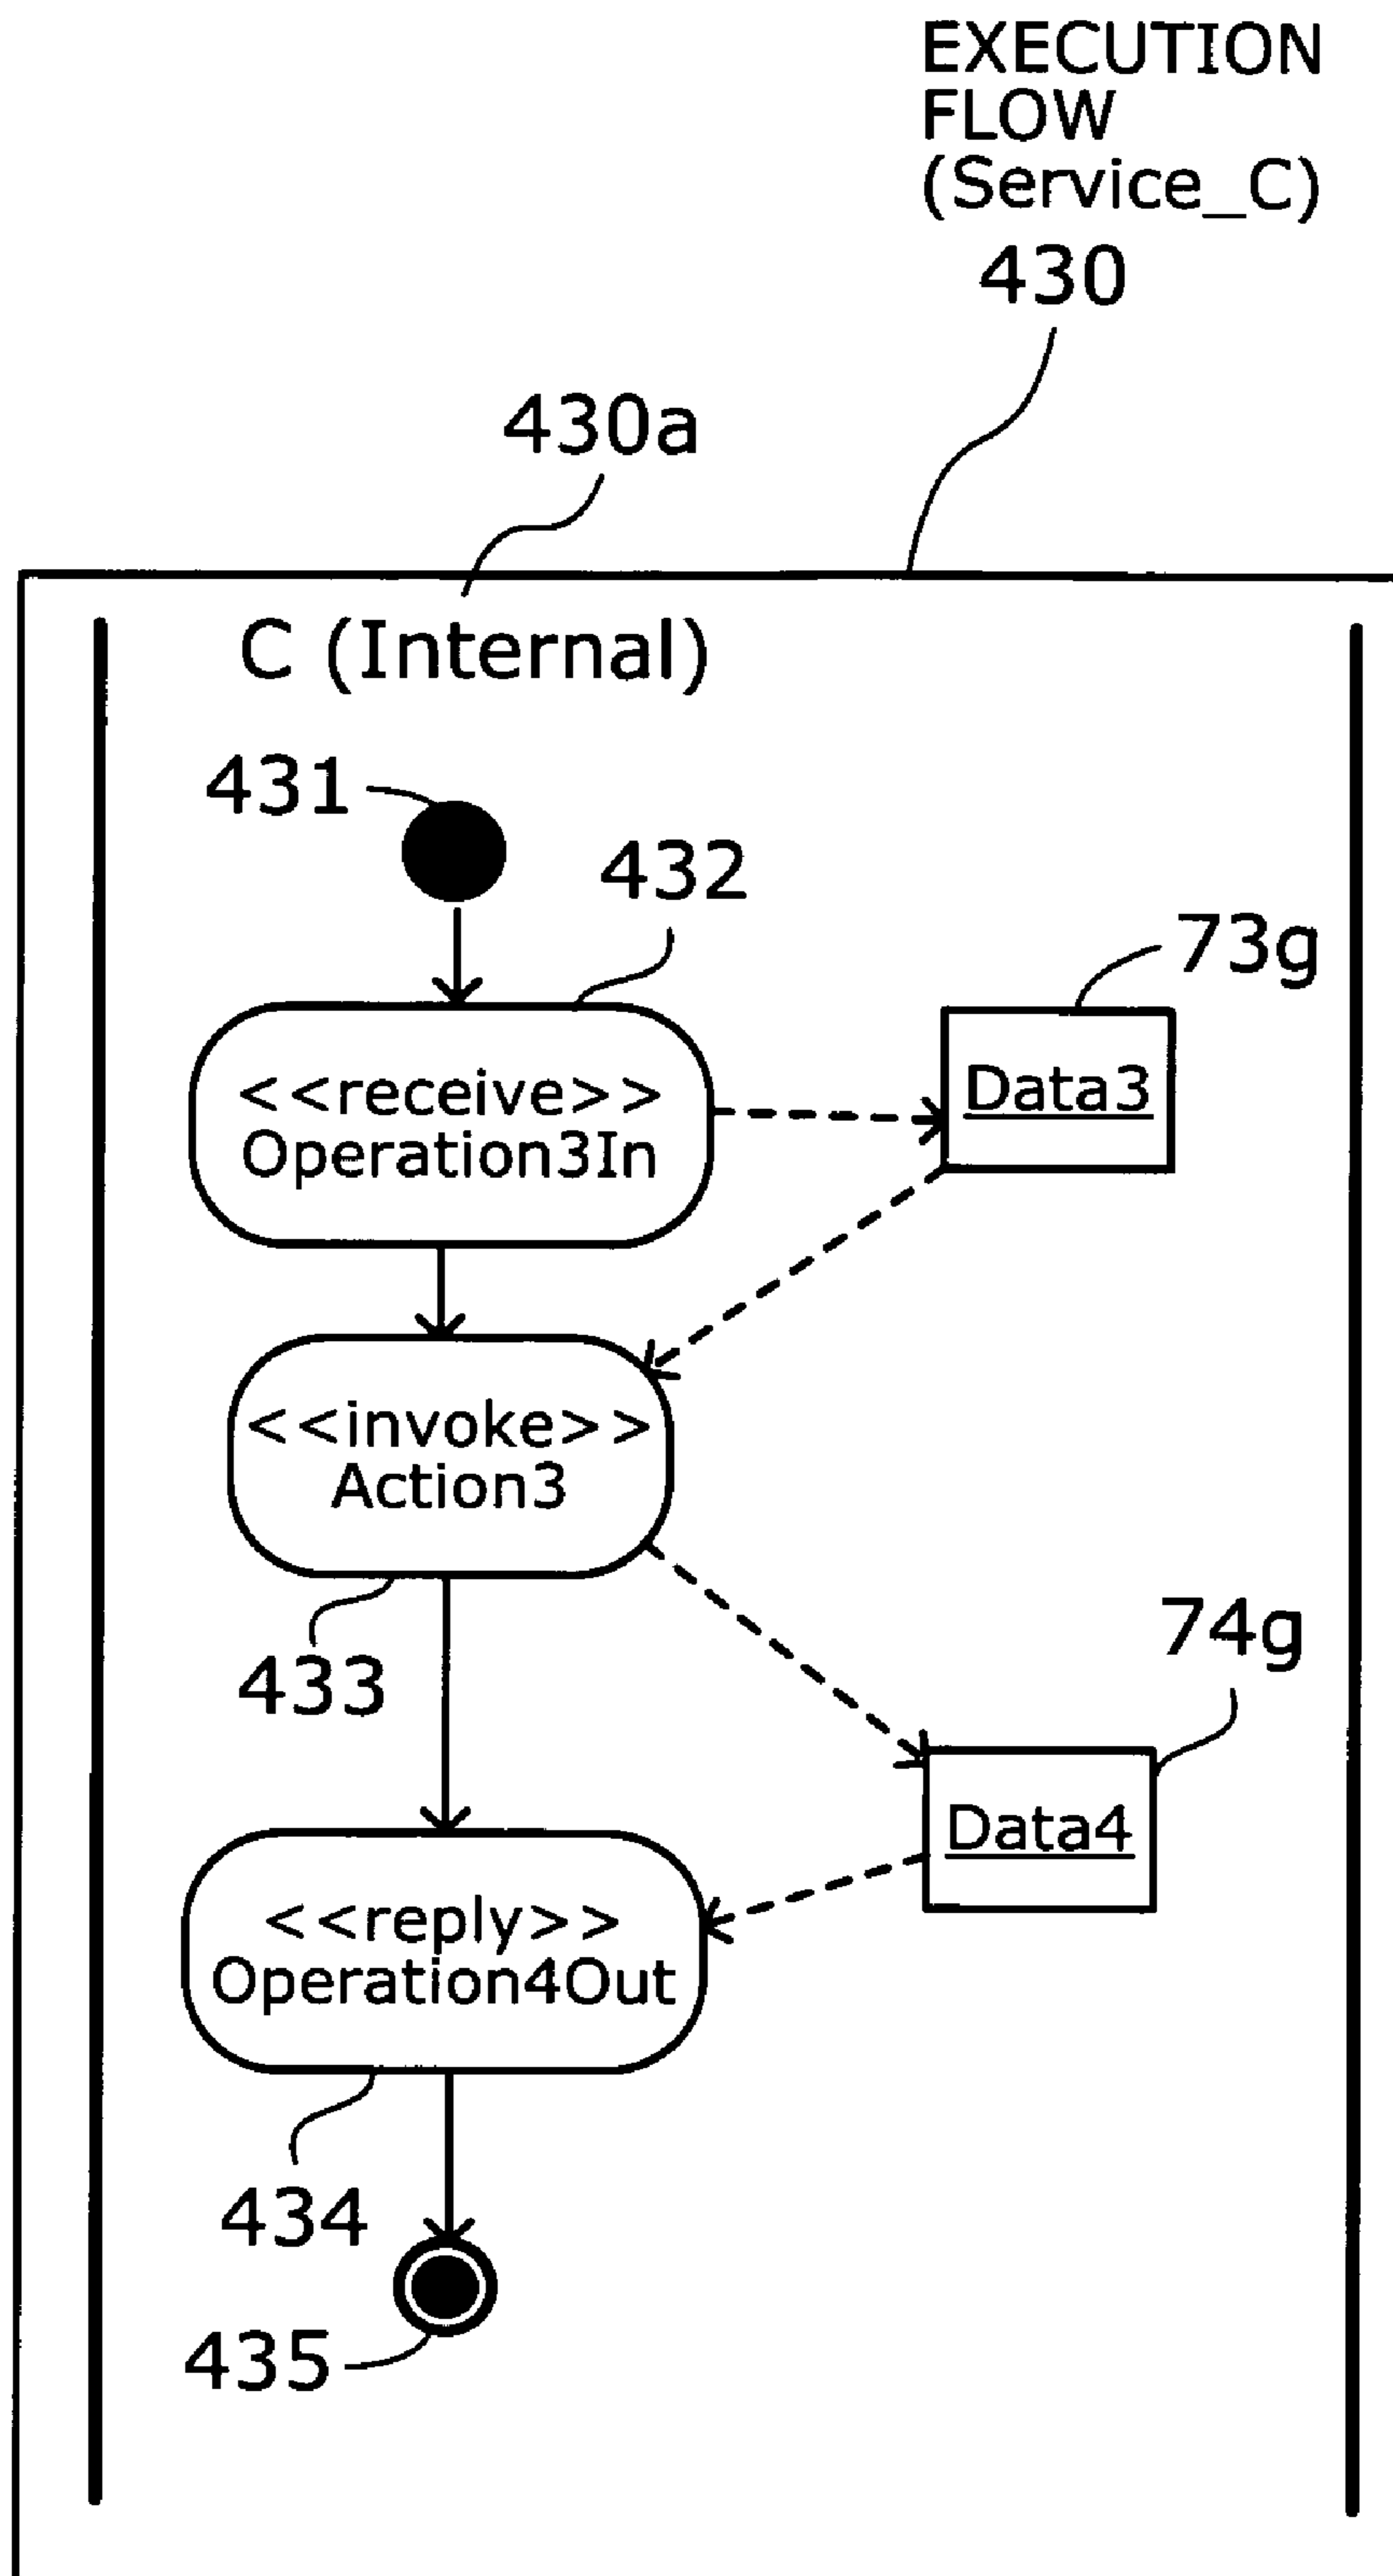 EXECUTION
FLOW
(Service_C)
430
430a
C (Internal)
431
432
73g
<<receive>>
Operation3In
Data3
<<invoke>>
Action3
433
74g
Data4
<<reply>>
Operation4Out
434
435